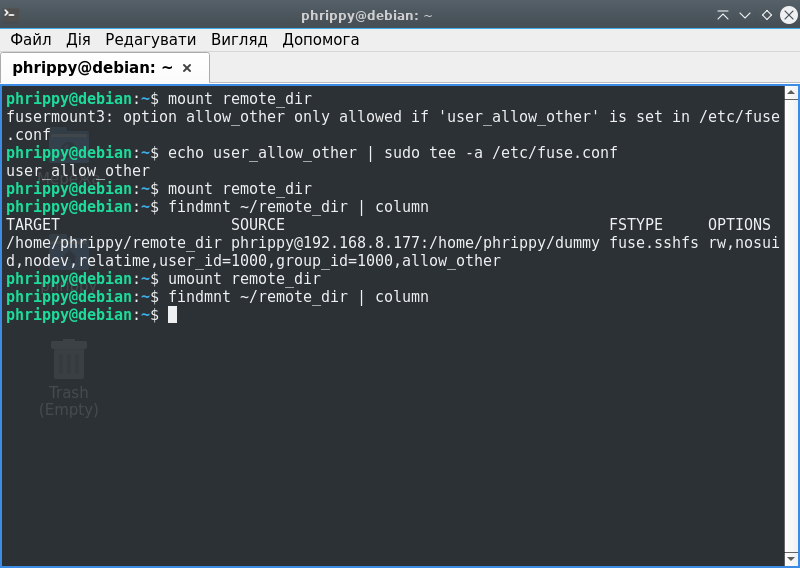 phrippy@debian: ~
Файл Дія Редагувати Вигляд Допомога
phrippy@debian: ~ ×
phrippy@debian:~$ mount remote_dir
fusermount3: option allow_other only allowed if 'user_allow_other' is set in /etc/fuse
.conf
phrippy@debian:~$ echo user_allow_other | sudo tee -a /etc/fuse.conf
user_allow_other
phrippy@debian:~$ mount remote_dir
phrippy@debian:~$ findmnt ~/remote_dir | column
TARGET SOURCE FSTYPE OPTIONS
/home/phrippy/remote_dir phrippy@192.168.8.177:/home/phrippy/dummy fuse.sshfs rw,nosui
d,nodev,relatime,user_id=1000,group_id=1000,allow_other
phrippy@debian:~$ umount remote_dir
phrippy@debian:~$ findmnt ~/remote_dir | column
phrippy@debian:~$
Trash
(Empty)